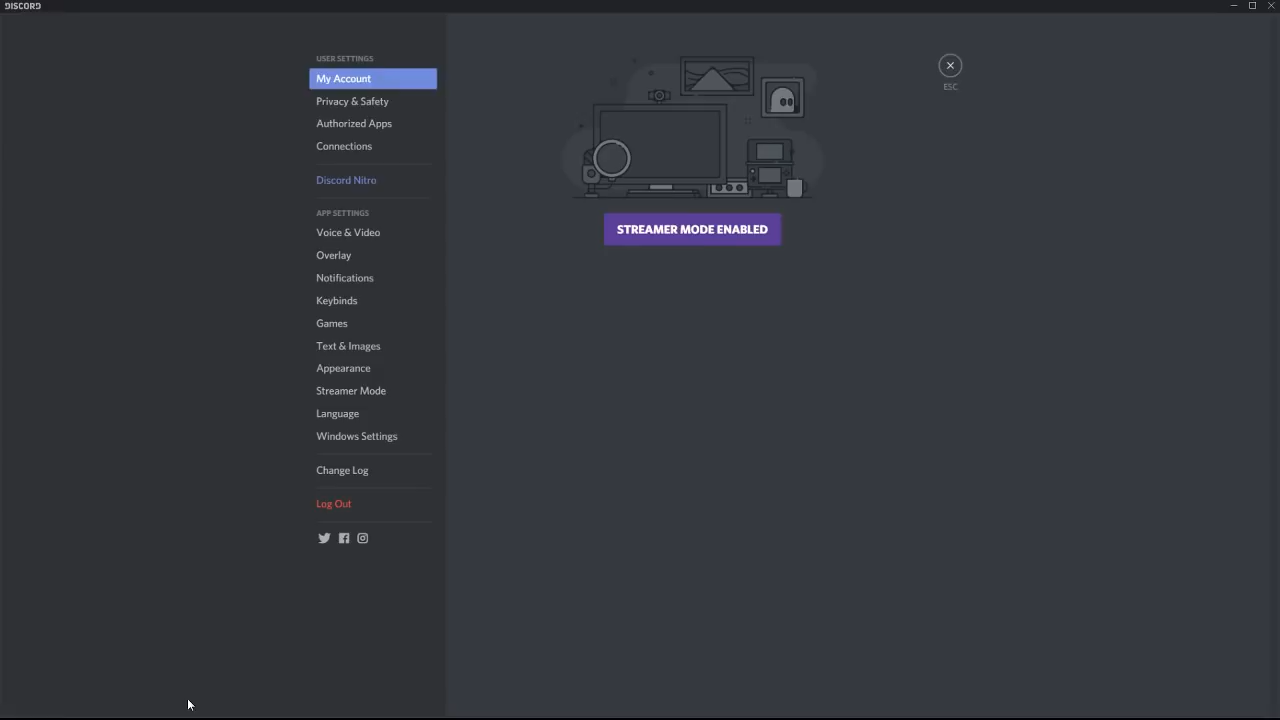 DISCORD
USER SETTINGS
My Account
Privacy & Safety
Authorized Apps
Connections
Discord Nitro
APP SETTINGS
Voice & Video
Overlay
Notifications
Keybinds
Games
Text & Images
Appearance
Streamer Mode
Language
Windows Settings
Change Log
Log Out
STREAMER MODE ENABLED
ESC